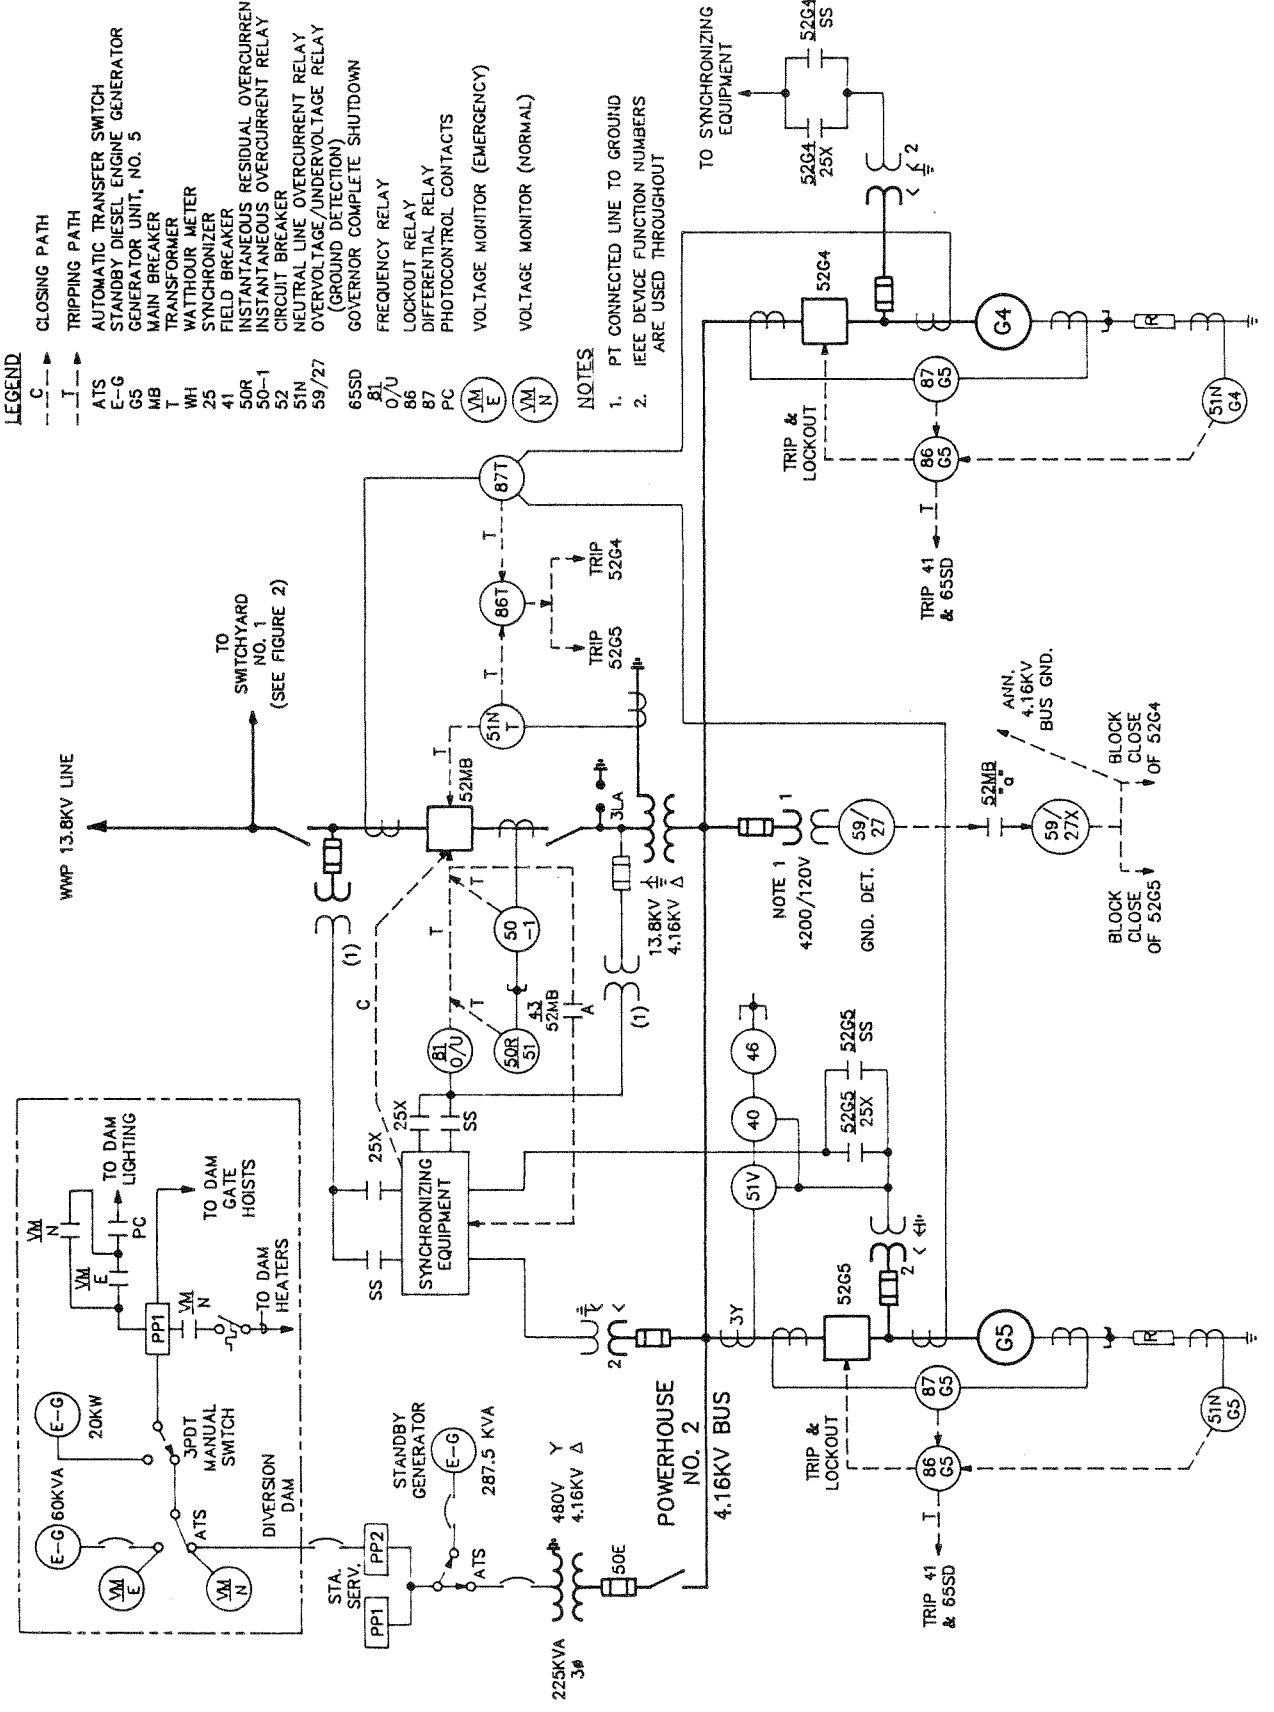 LEGEND
C CLOSING PATH
T TRIPPING PATH
ATS AUTOMATIC TRANSFER SWITCH
E-G STANDBY DIESEL ENGINE GENERATOR
G5 GENERATOR UNIT, NO. 5
MB MAIN BREAKER
T TRANSFORMER
WH WATTHOUR METER
25 SYNCHRONIZER
41 FIELD BREAKER
50R INSTANTANEOUS RESIDUAL OVERCURREN
50-1 INSTANTANEOUS OVERCURRENT RELAY
52 CIRCUIT BREAKER
51N NEUTRAL LINE OVERCURRENT RELAY
59/27 OVERVOLTAGE/UNDERVOLTAGE RELAY
(GROUND DETECTION)
65SD GOVERNOR COMPLETE SHUTDOWN
81
O/U FREQUENCY RELAY
86 LOCKOUT RELAY
87 DIFFERENTIAL RELAY
PC PHOTOCONTROL CONTACTS
VM
E VOLTAGE MONITOR (EMERGENCY)
VM
N VOLTAGE MONITOR (NORMAL)
NOTES
1. PT CONNECTED LINE TO GROUND
2. IEEE DEVICE FUNCTION NUMBERS
ARE USED THROUGHOUT
WWP 13.8KV LINE
TO
SWITCHYARD
NO. 1
(SEE FIGURE 2)
VM
N
VM
E
PC
TO DAM
LIGHTING
TO DAM
GATE
HOISTS
PP1
VM
N
TO DAM
HEATERS
E-G
20KW
3PDT
MANUAL
SWITCH
E-G
60KVA
ATS
VM
E
VM
N
DIVERSION
DAM
STA.
SERV.
PP1
PP2
STANDBY
GENERATOR
E-G
287.5 KVA
ATS
225KVA
3ø
480V Y
4.16KV Δ
50E
POWERHOUSE
NO. 2
4.16KV BUS
SYNCHRONIZING
EQUIPMENT
SS
25X
25X
SS
(1)
C
81
O/U
T
T
T
50R
51
50
-1
43
52MB
A
(1)
52MB
T
51N
T
T
86T
T
87T
TRIP
52G5
TRIP
52G4
3LA
13.8KV
4.16KV Δ
NOTE 1
4200/120V
1
59/
27
GND. DET.
52MB
"a"
59/
27X
ANN.
4.16KV
BUS GND.
BLOCK
CLOSE
OF 52G5
BLOCK
CLOSE
OF 52G4
2
3Y
51V
40
46
52G5
25X
52G5
SS
2
52G5
TRIP &
LOCKOUT
87
G5
86
G5
T
TRIP 41
& 65SD
G5
R
51N
G5
TO SYNCHRONIZING
EQUIPMENT
52G4
25X
52G4
SS
2
52G4
TRIP &
LOCKOUT
87
G5
86
G5
T
TRIP 41
& 65SD
G4
R
51N
G4